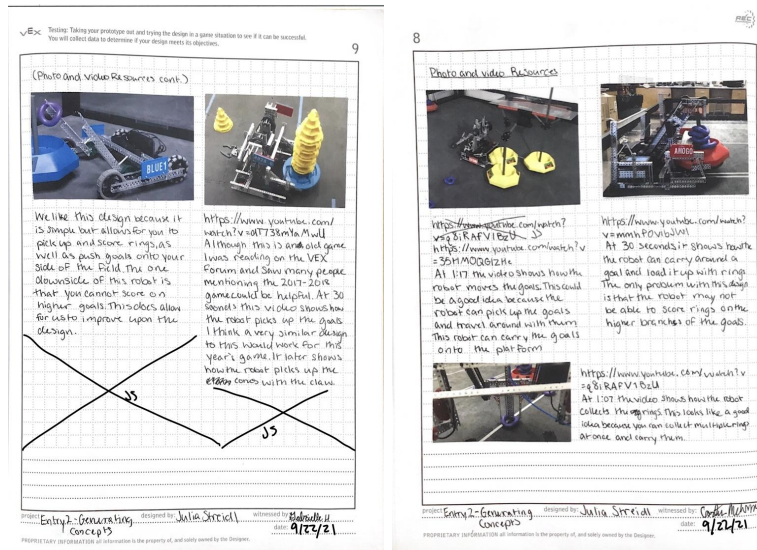 VEX
Testing: Taking your prototype out and trying the design in a game situation to see if it can be successful.
You will collect data to determine if your design meets its objectives.
9
(Photo and video Resources cont.)
BLUE1
We like this design because it
is simple but allows for you to
pick up and score rings, as
well as push goals onto your
side of the field. The one
downside of this robot is
that you cannot score on
higher goals. This does allow
for us to improve upon the
design.
https://www.youtube.com/
watch?v=
Although this is an old game
I was reading on the VEX
Forum and saw many people
mentioning the 2017-2018
game could be helpful. At 30
seconds this video shows how
the robot picks up the goals
I think a very similar design
to this would work for this
year's game. It later shows
how the robot picks up the
cones with the claw.
JS
JS
project Entry 2-Generating
Concepts
designed by: Julia Streidl
witnessed by:
date: 9/22/21
PROPRIETARY INFORMATION all information is the property of, and solely owned by the Designer.
REC
8
Photo and video Resources
AMOGO
https://www.youtube.com/watch?
v=q8iRAFV1BzU JS
https://www.youtube.com/watch?v
=35HMOQGIZHc
At 1:17 the video shows how the
robot moves the goals. This could
be a good idea because the
robot can pick up the goals
and travel around with them
This robot can carry the goals
onto the platform
https://www.youtube.com/watch?
At 30 seconds it shows how the
the robot can carry around a
goal and load it up with rings
The only problem with this design
is that the robot may not
be able to score rings on the
higher branches of the goals.
https://www.youtube.com/watch?v
=q8iRAFV1BzU
At 1:07 the video shows how the robot
collects the rings. This looks like a good
idea because you can collect multiple rings
at once and carry them.
project Entry 2-Generating
Concepts
designed by: Julia Streidl
witnessed by:
date: 9/22/21
PROPRIETARY INFORMATION all information is the property of, and solely owned by the Designer.